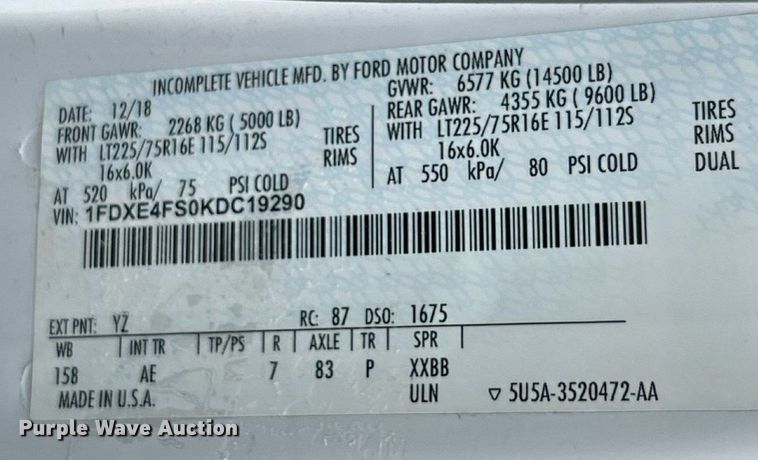 INCOMPLETE VEHICLE MFD. BY FORD MOTOR COMPANY
DATE: 12/18 GVWR: 6577 KG (14500 LB)
FRONT GAWR: 2268 KG ( 5000 LB) REAR GAWR: 4355 KG ( 9600 LB)
WITH LT225/75R16E 115/112S TIRES WITH LT225/75R16E 115/112S TIRES
16x6.0K RIMS 16x6.0K RIMS
AT 520 kPa/ 75 PSI COLD AT 550 kPa/ 80 PSI COLD DUAL
VIN: 1FDXE4FS0KDC19290
EXT PNT: YZ RC: 87 DSO: 1675
WB | INT TR | TP/PS | R | AXLE | TR | SPR
158 AE 7 83 P XXBB
MADE IN U.S.A. ULN ▽ 5U5A-3520472-AA
Purple Wave Auction